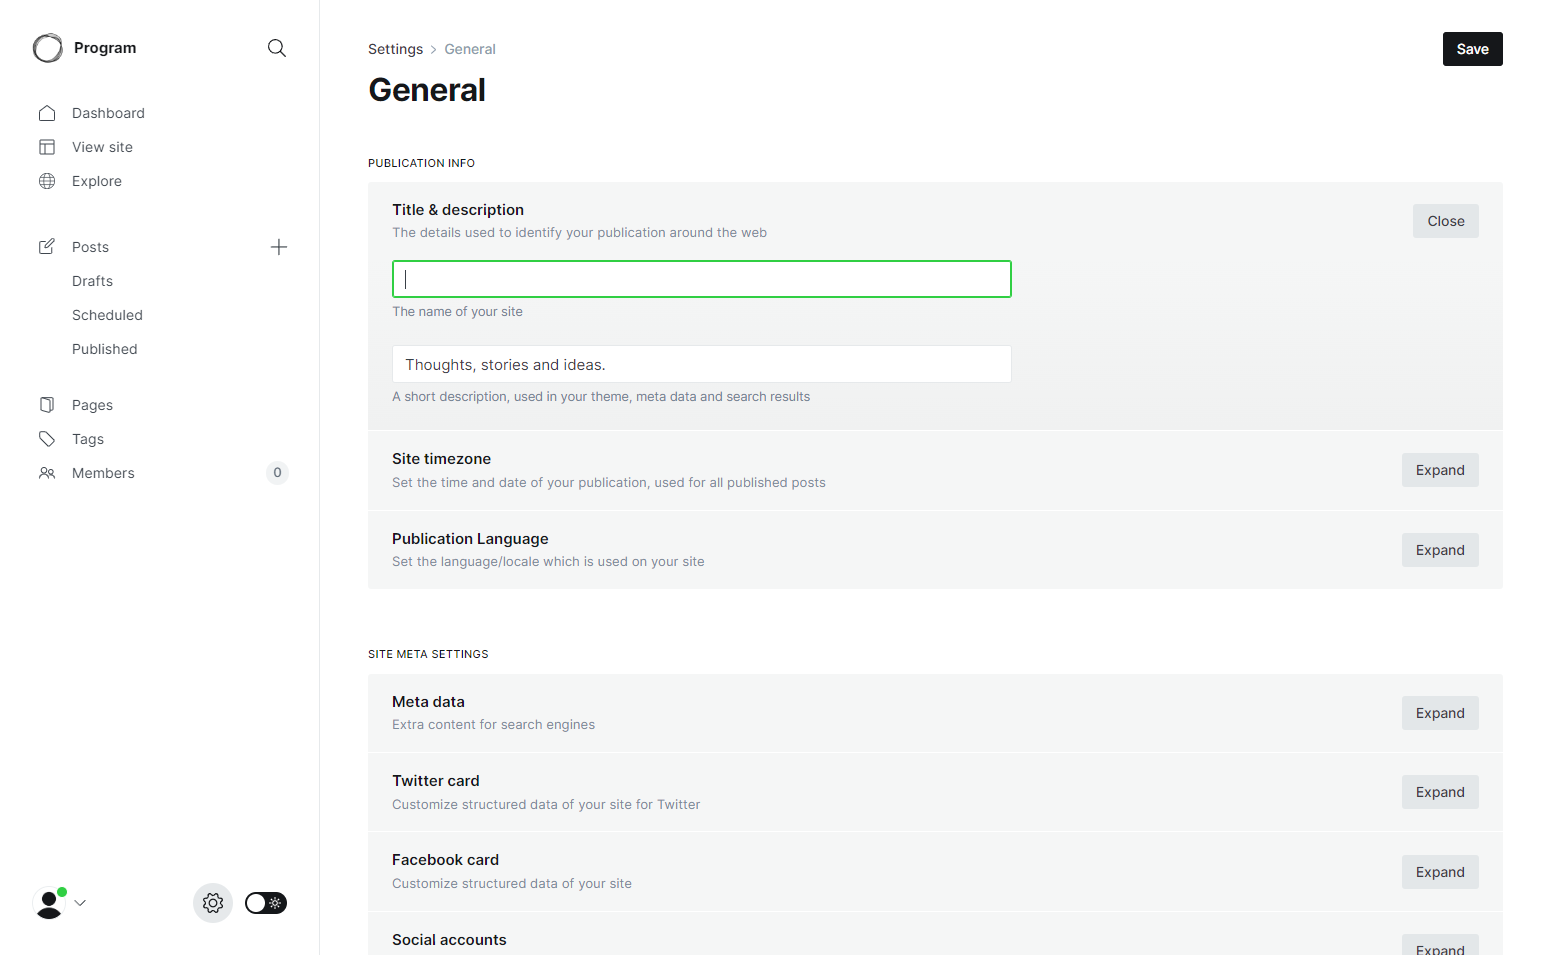 Program
Dashboard
View site
Explore
Posts
Drafts
Scheduled
Published
Pages
Tags
Members 0
Settings > General
Save
General
PUBLICATION INFO
Title & description
The details used to identify your publication around the web
Close
The name of your site
Thoughts, stories and ideas.
A short description, used in your theme, meta data and search results
Site timezone
Set the time and date of your publication, used for all published posts
Expand
Publication Language
Set the language/locale which is used on your site
Expand
SITE META SETTINGS
Meta data
Extra content for search engines
Expand
Twitter card
Customize structured data of your site for Twitter
Expand
Facebook card
Customize structured data of your site
Expand
Social accounts
Expand